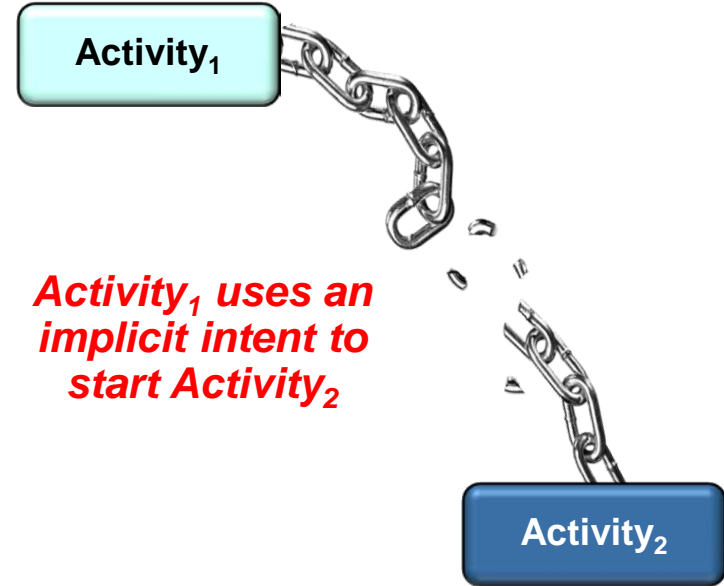 Activity₁
Activity₁ uses an
implicit intent to
start Activity₂
Activity₂